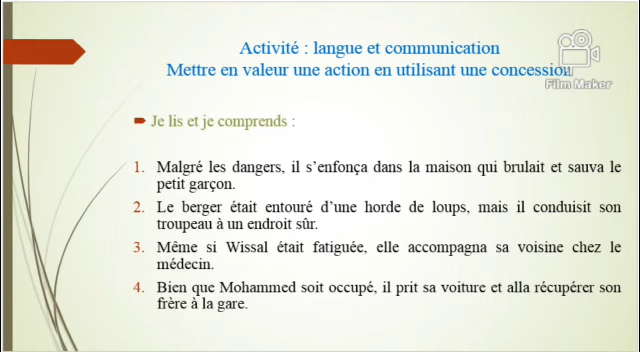 Activité : langue et communication
Mettre en valeur une action en utilisant une concession
Film Maker
Je lis et je comprends :
1. Malgré les dangers, il s'enfonça dans la maison qui brulait et sauva le
petit garçon.
2. Le berger était entouré d'une horde de loups, mais il conduisit son
troupeau à un endroit sûr.
3. Même si Wissal était fatiguée, elle accompagna sa voisine chez le
médecin.
4. Bien que Mohammed soit occupé, il prit sa voiture et alla récupérer son
frère à la gare.